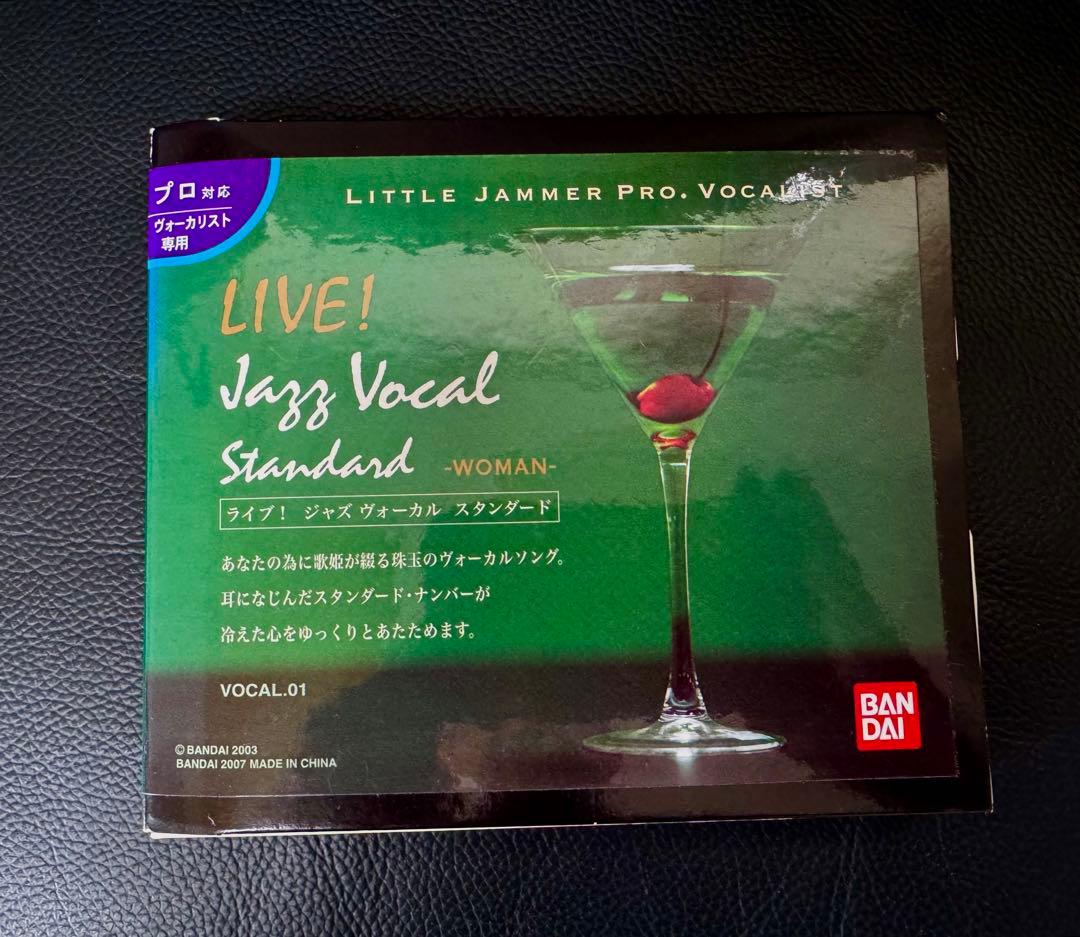 プロ対応
ヴォーカリスト
専用
LITTLE JAMMER PRO. VOCALIST
LIVE!
Jazz Vocal
Standard -WOMAN-
ライブ! ジャズ ヴォーカル スタンダード
あなたの為に歌姫が綴る珠玉のヴォーカルソング。
耳になじんだスタンダード・ナンバーが
冷えた心をゆっくりとあたためます。
VOCAL.01
BAN
DAI
© BANDAI 2003
BANDAI 2007 MADE IN CHINA